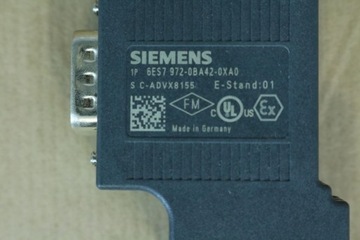 SIEMENS
1P 6ES7 972-0BA42-0XA0
S C-ADVX8155 E-Stand:01
FM C UL US Ex
Made in Germany